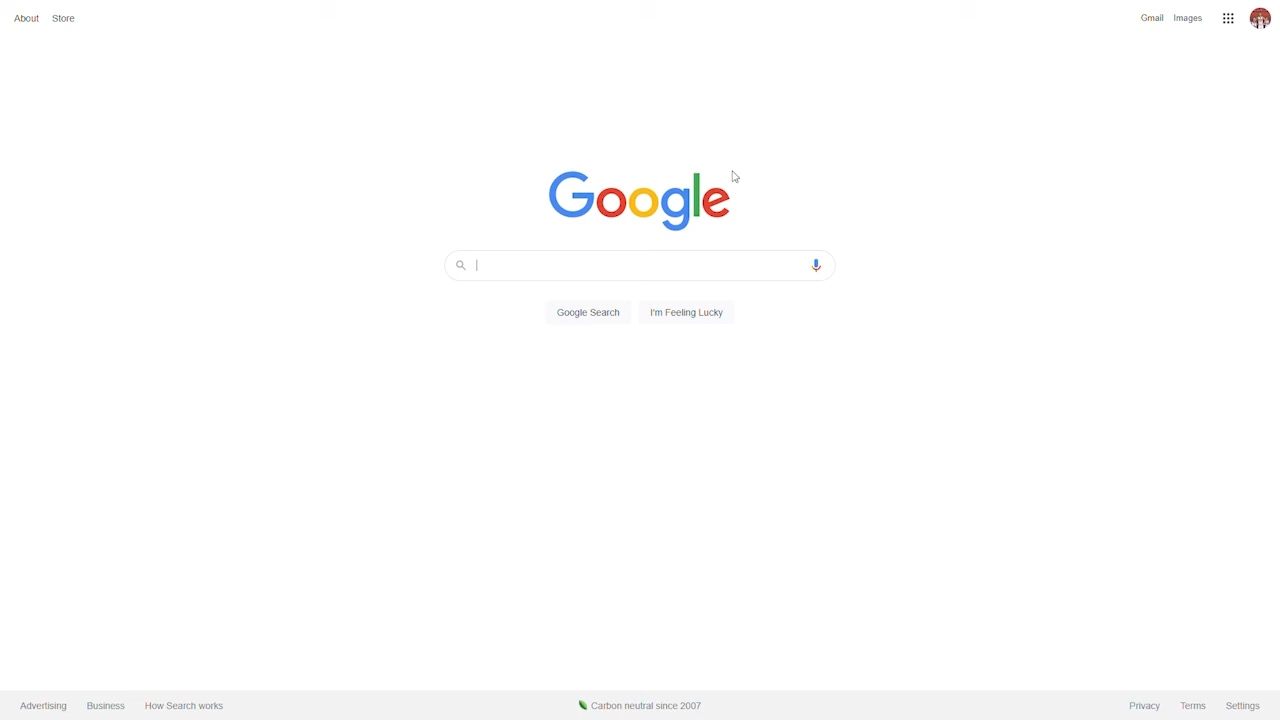 About Store Gmail Images
Google
Google Search I'm Feeling Lucky
Advertising Business How Search works Carbon neutral since 2007 Privacy Terms Settings